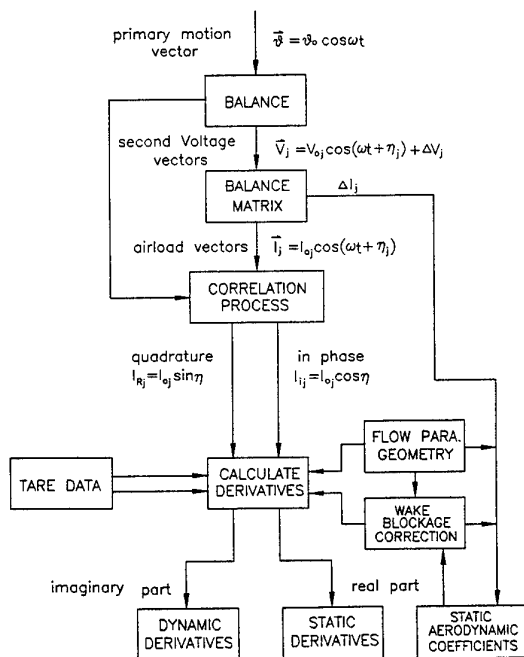 primary motion
vector
ϑ⃗ = ϑ₀ cosωt
BALANCE
second Voltage
vectors
V⃗ⱼ = V₀ⱼ cos(ωt + ηⱼ) + ΔVⱼ
BALANCE
MATRIX
ΔIⱼ
airload vectors
I⃗ⱼ = I₀ⱼ cos(ωt + ηⱼ)
CORRELATION
PROCESS
quadrature
I_Rⱼ = I₀ⱼ sinη
in phase
I_iⱼ = I₀ⱼ cosη
FLOW PARA.
GEOMETRY
TARE DATA
CALCULATE
DERIVATIVES
WAKE
BLOCKAGE
CORRECTION
imaginary part
real part
DYNAMIC
DERIVATIVES
STATIC
DERIVATIVES
STATIC
AERODYNAMIC
COEFFICIENTS